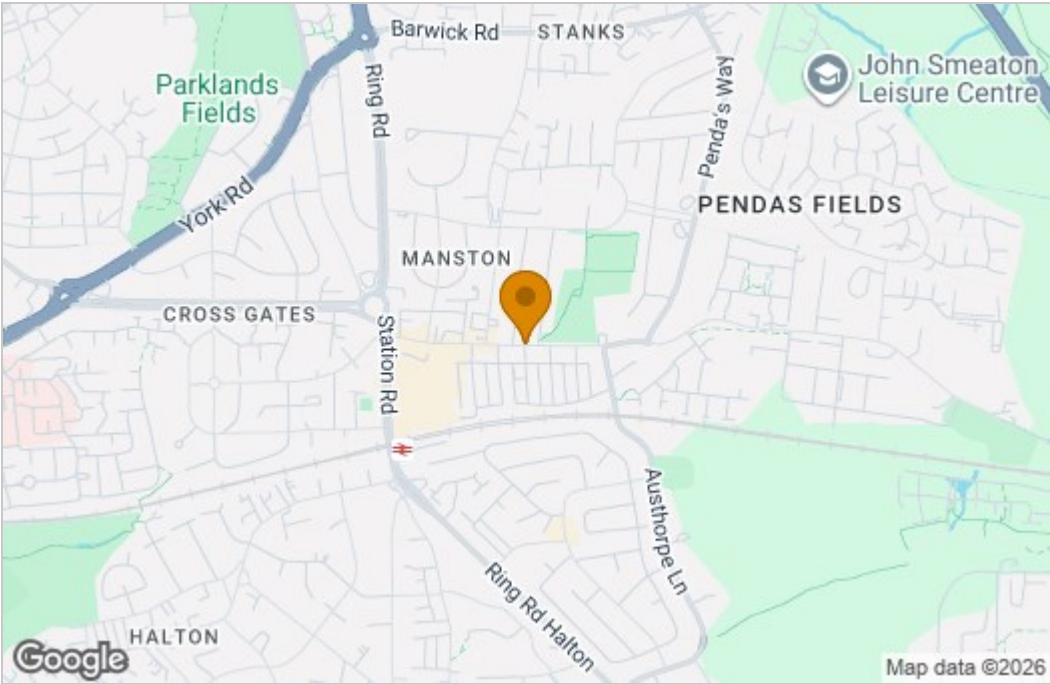 Barwick Rd
STANKS
Parklands
Fields
Ring Rd
Penda's Way
John Smeaton
Leisure Centre
York Rd
PENDAS FIELDS
MANSTON
CROSS GATES
Station Rd
Austhorpe Ln
Ring Rd Halton
HALTON
Google
Map data ©2026